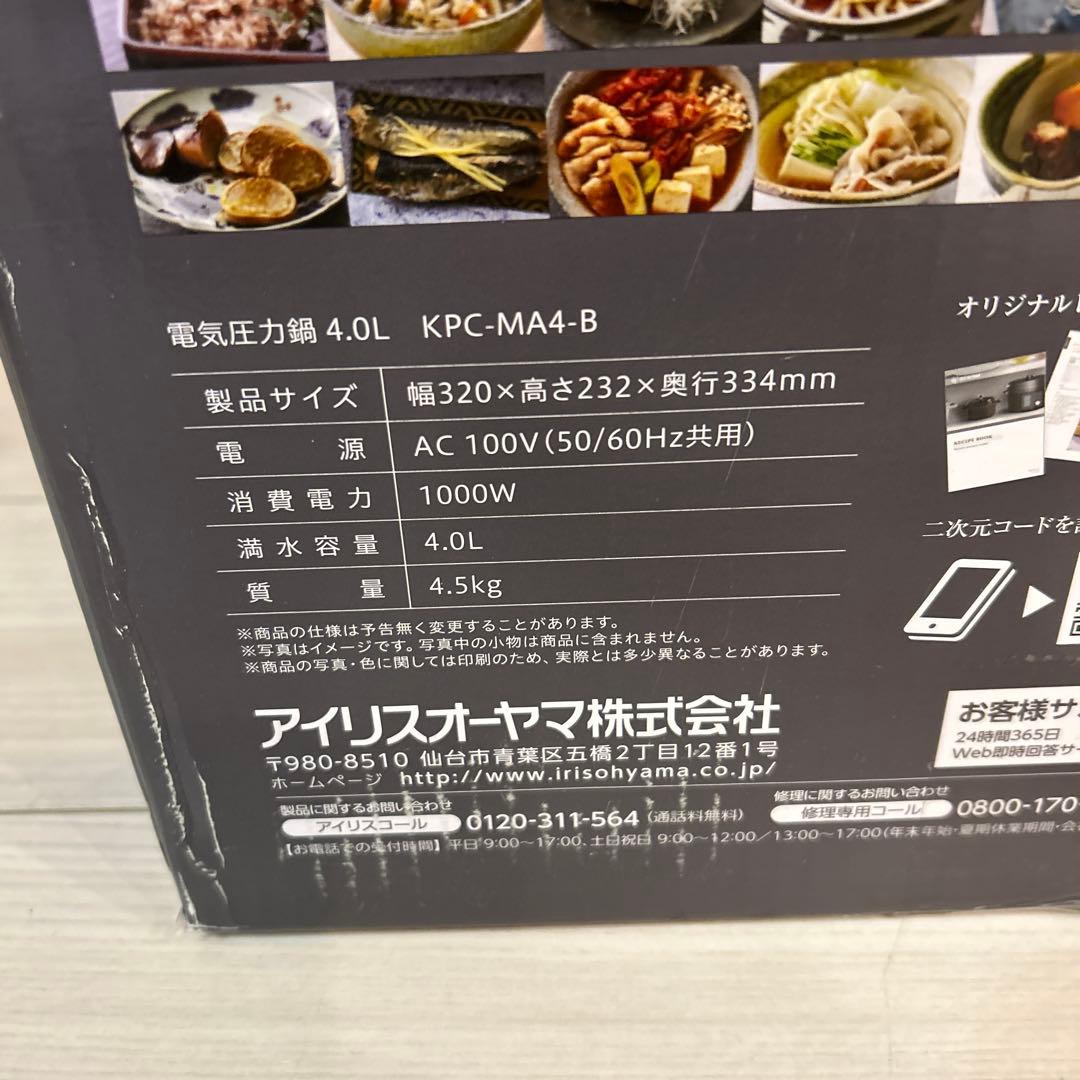 電気圧力鍋 4.0L KPC-MA4-B
製品サイズ 幅320×高さ232×奥行334mm
電源 AC 100V(50/60Hz共用)
消費電力 1000W
満水容量 4.0L
質量 4.5kg
※商品の仕様は予告無く変更することがあります。
※写真はイメージです。写真中の小物は商品に含まれません。
※商品の写真・色に関しては印刷のため、実際とは多少異なることがあります。
アイリスオーヤマ株式会社
〒980-8510 仙台市青葉区五橋2丁目12番1号
ホームページ http://www.irisohyama.co.jp/
製品に関するお問い合わせ
アイリスコール 0120-311-564 (通話料無料)
修理に関するお問い合わせ
修理専用コール 0800-170
【お電話での受付時間】平日 9:00~17:00、土日祝日 9:00~12:00/13:00~17:00(年末年始・夏期休業期間・会
オリジナル
RECIPE BOOK
二次元コードを
お客様サ
24時間365日
Web即時回答サー